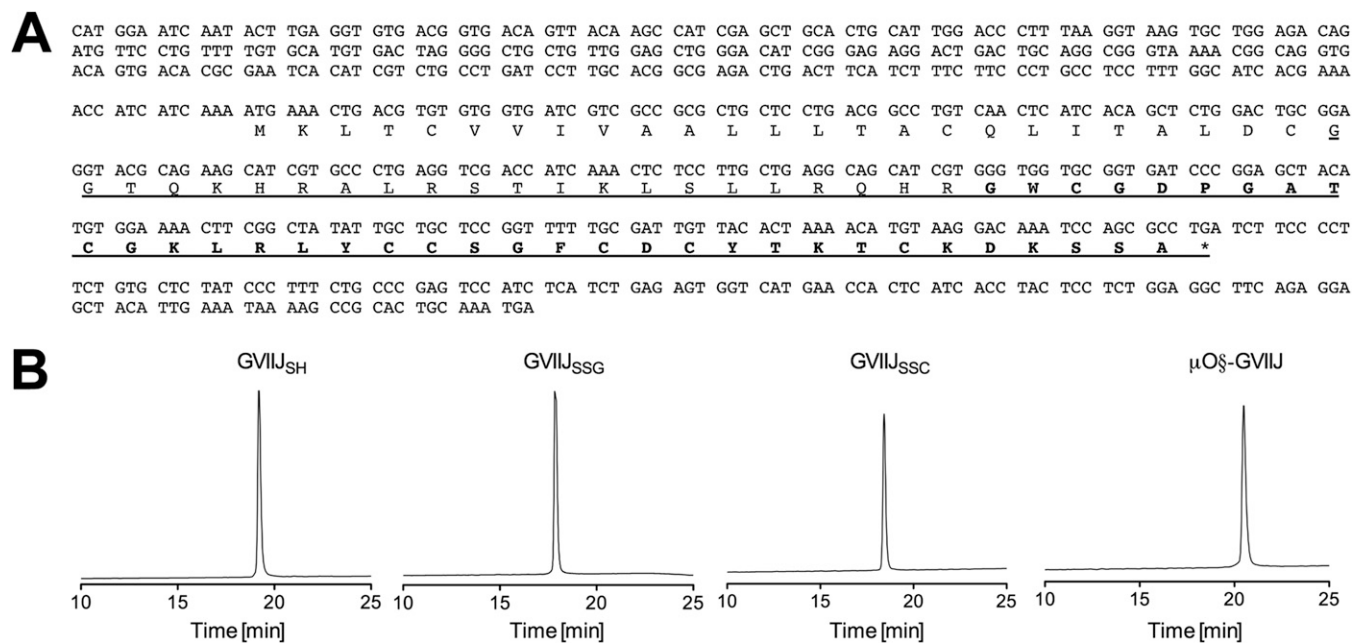 A
CAT GGA ATC AAT ACT TGA GGT GTG ACG GTG ACA GTT ACA AGC CAT CGA GCT GCA CTG CAT TGG ACC CTT TAA GGT AAG TGC TGG AGA CAG
ATG TTC CTG TTT TGT GCA TGT GAC TAG GGG CTG CTG TTG GAG CTG GGA CAT CGG GAG AGG ACT GAC TGC AGG CGG GTA AAA CGG CAG GTG
ACA GTG ACA CGC GAA TCA CAT CGT CTG CCT GAT CCT TGC ACG GCG AGA CTG ACT TCA TCT TTC TTC CCT GCC TCC TTT GGC ATC ACG AAA
ACC ATC ATC AAA ATG AAA CTG ACG TGT GTG GTG ATC GTC GCC GCG CTG CTC CTG ACG GCC TGT CAA CTC ATC ACA GCT CTG GAC TGC GGA
M K L T C V V I V A A L L L T A C Q L I T A L D C G
GGT ACG CAG AAG CAT CGT GCC CTG AGG TCG ACC ATC AAA CTC TCC TTG CTG AGG CAG CAT CGT GGG TGG TGC GGT GAT CCC GGA GCT ACA
G T Q K H R A L R S T I K L S L L R Q H R G W C G D P G A T
TGT GGA AAA CTT CGG CTA TAT TGC TGC TCC GGT TTT TGC GAT TGT TAC ACT AAA ACA TGT AAG GAC AAA TCC AGC GCC TGA TCT TCC CCT
C G K L R L Y C C S G F C D C Y T K T C K D K S S A *
TCT GTG CTC TAT CCC TTT CTG CCC GAG TCC ATC TCA TCT GAG AGT GGT CAT GAA CCA CTC ATC ACC TAC TCC TCT GGA GGC TTC AGA GGA
GCT ACA TTG AAA TAA AAG CCG CAC TGC AAA TGA
B
GVIIJSH GVIIJSSG GVIIJSSC μO§-GVIIJ
10 15 20 25 10 15 20 25 10 15 20 25 10 15 20 25
Time [min] Time [min] Time [min] Time [min]